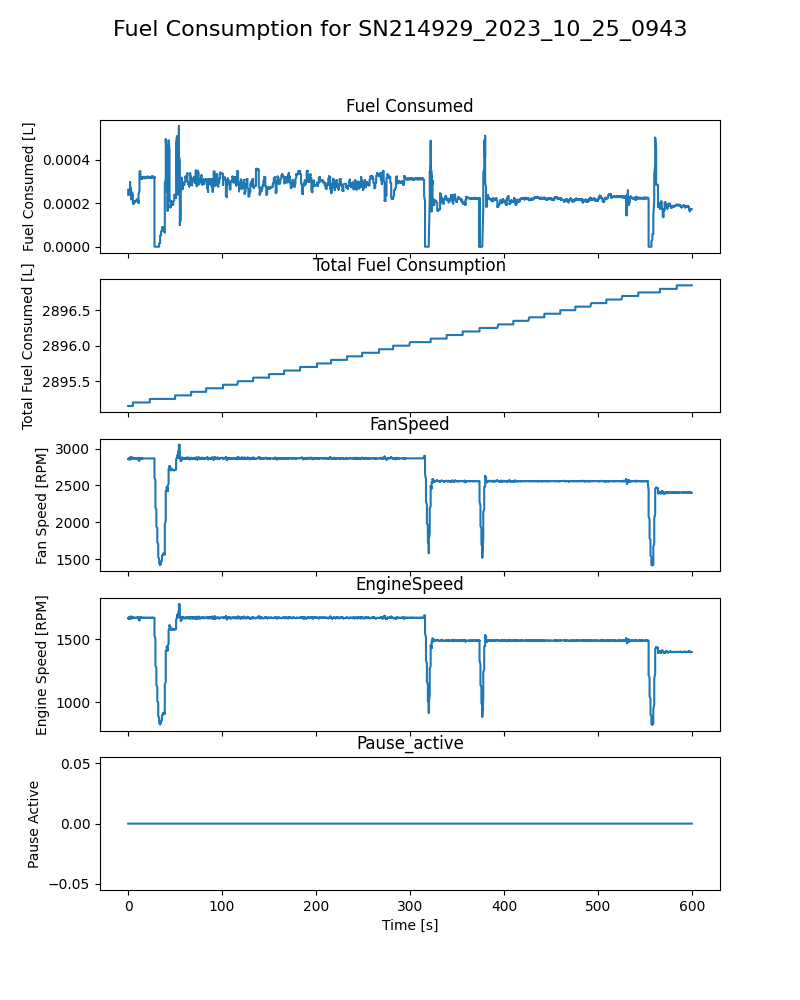 Fuel Consumption for SN214929_2023_10_25_0943
Fuel Consumed
Fuel Consumed [L]
0.0004
0.0002
0.0000
Total Fuel Consumption
Total Fuel Consumed [L]
2896.5
2896.0
2895.5
FanSpeed
Fan Speed [RPM]
3000
2500
2000
1500
EngineSpeed
Engine Speed [RPM]
1500
1000
Pause_active
Pause Active
0.05
0.00
−0.05
0 100 200 300 400 500 600
Time [s]